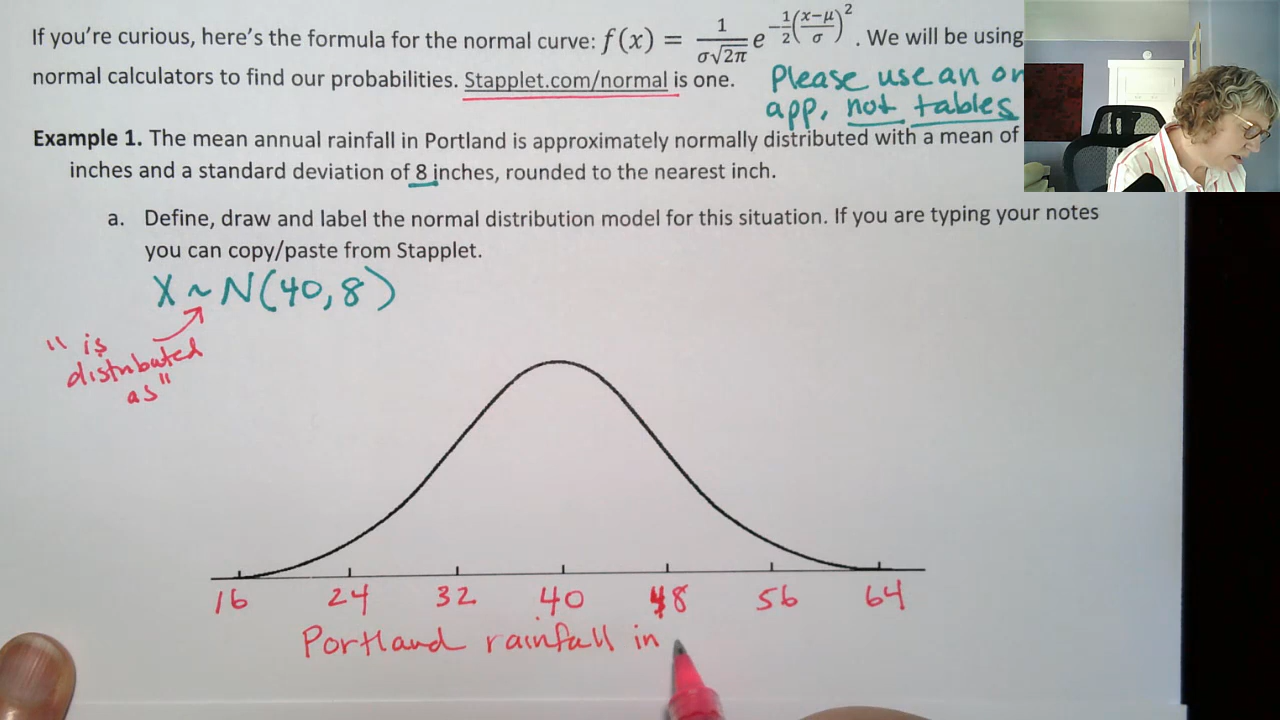 If you're curious, here's the formula for the normal curve: f(x) = 1/(σ√2π) e^(-1/2((x-μ)/σ)^2). We will be using
normal calculators to find our probabilities. Stapplet.com/normal is one.
Please use an
app, not tables
Example 1. The mean annual rainfall in Portland is approximately normally distributed with a mean of
inches and a standard deviation of 8 inches, rounded to the nearest inch.
a. Define, draw and label the normal distribution model for this situation. If you are typing your notes
you can copy/paste from Stapplet.
X ~ N(40, 8)
"is
distributed
as"
16 24 32 40 48 56 64
Portland rainfall in